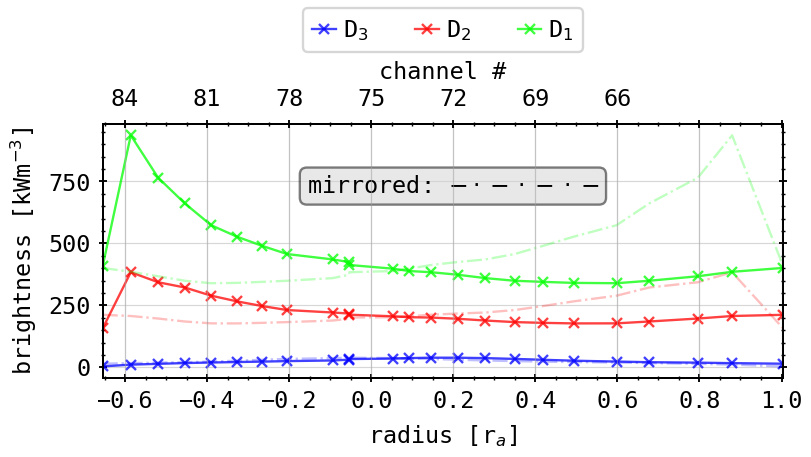 D₃ D₂ D₁
channel #
84 81 78 75 72 69 66
mirrored:
750
500
250
0
brightness [kWm⁻³]
−0.6 −0.4 −0.2 0.0 0.2 0.4 0.6 0.8 1.0
radius [rₐ]